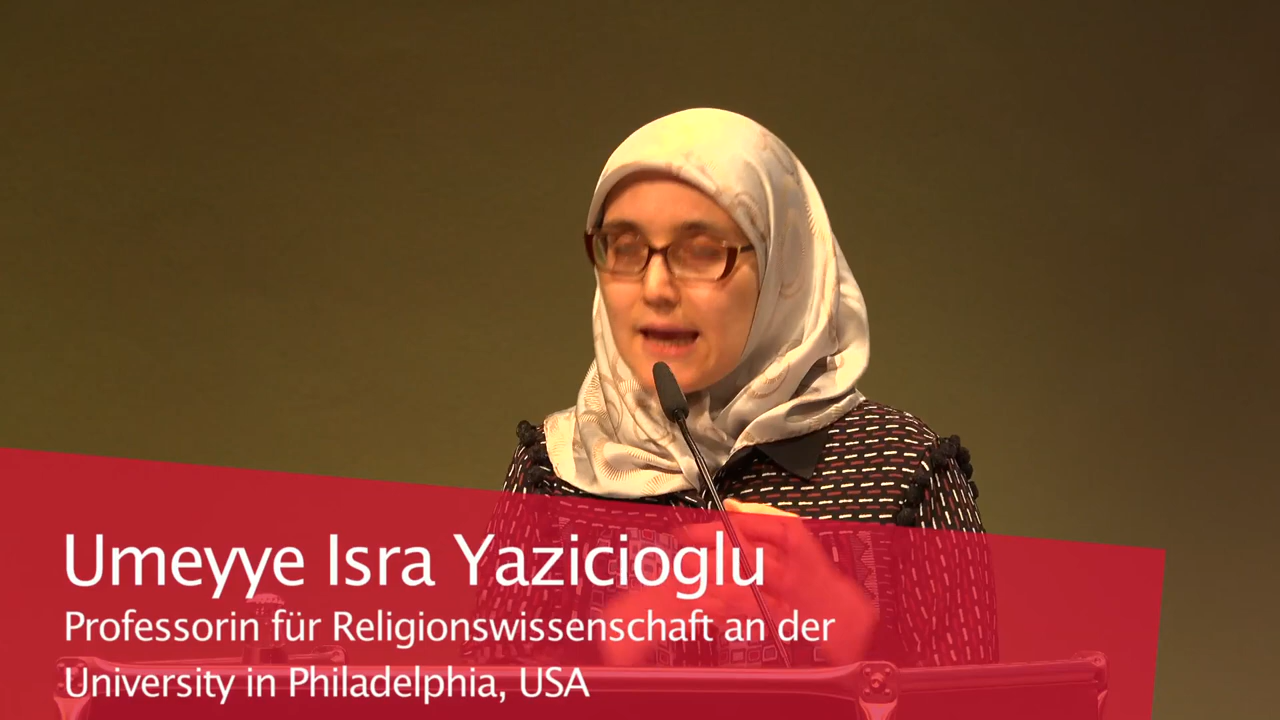 Umeyye Isra Yazicioglu
Professorin für Religionswissenschaft an der
University in Philadelphia, USA